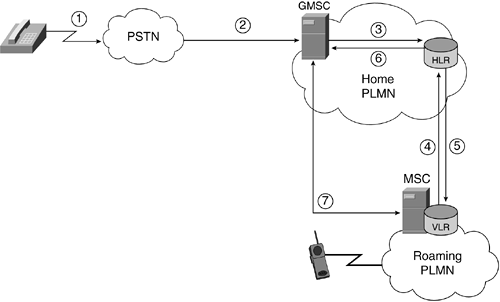 1
PSTN
2
GMSC
3
6
HLR
Home
PLMN
4
5
MSC
7
VLR
Roaming
PLMN